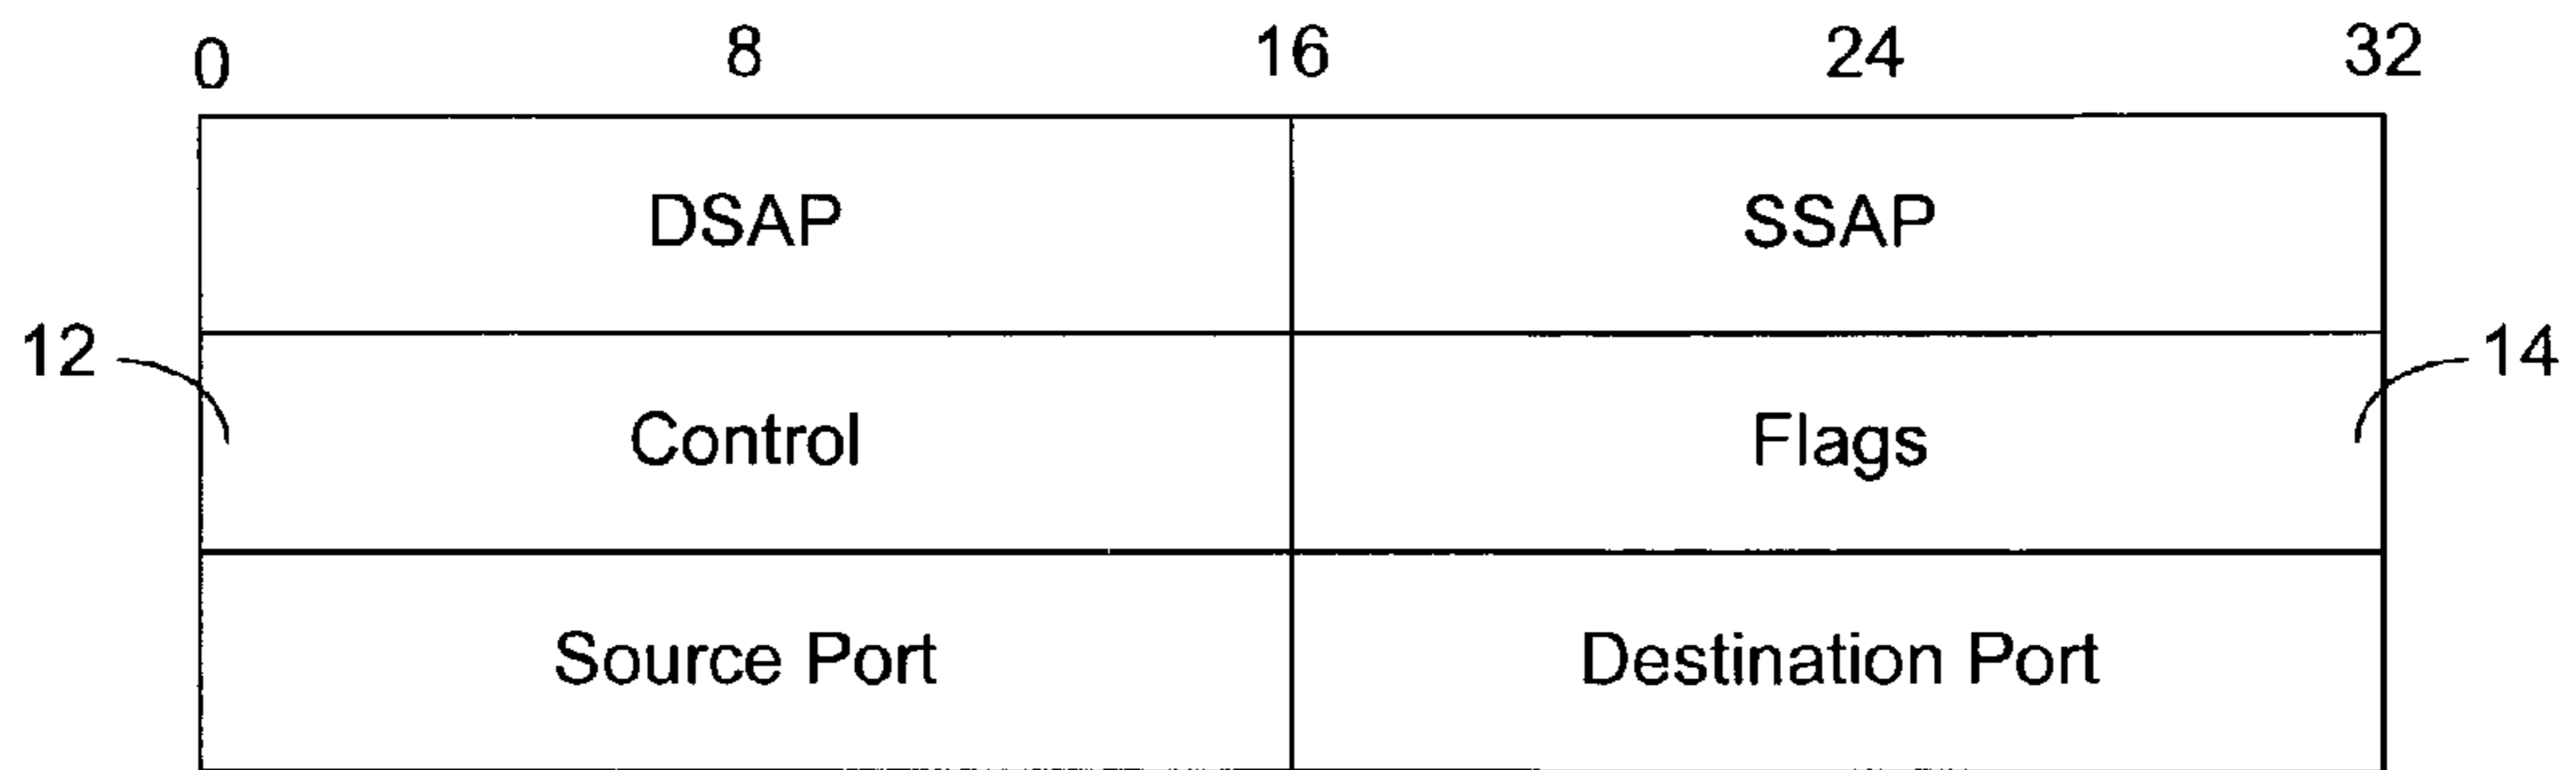 0 8 16 24 32
DSAP SSAP
12 14
Control Flags
Source Port Destination Port